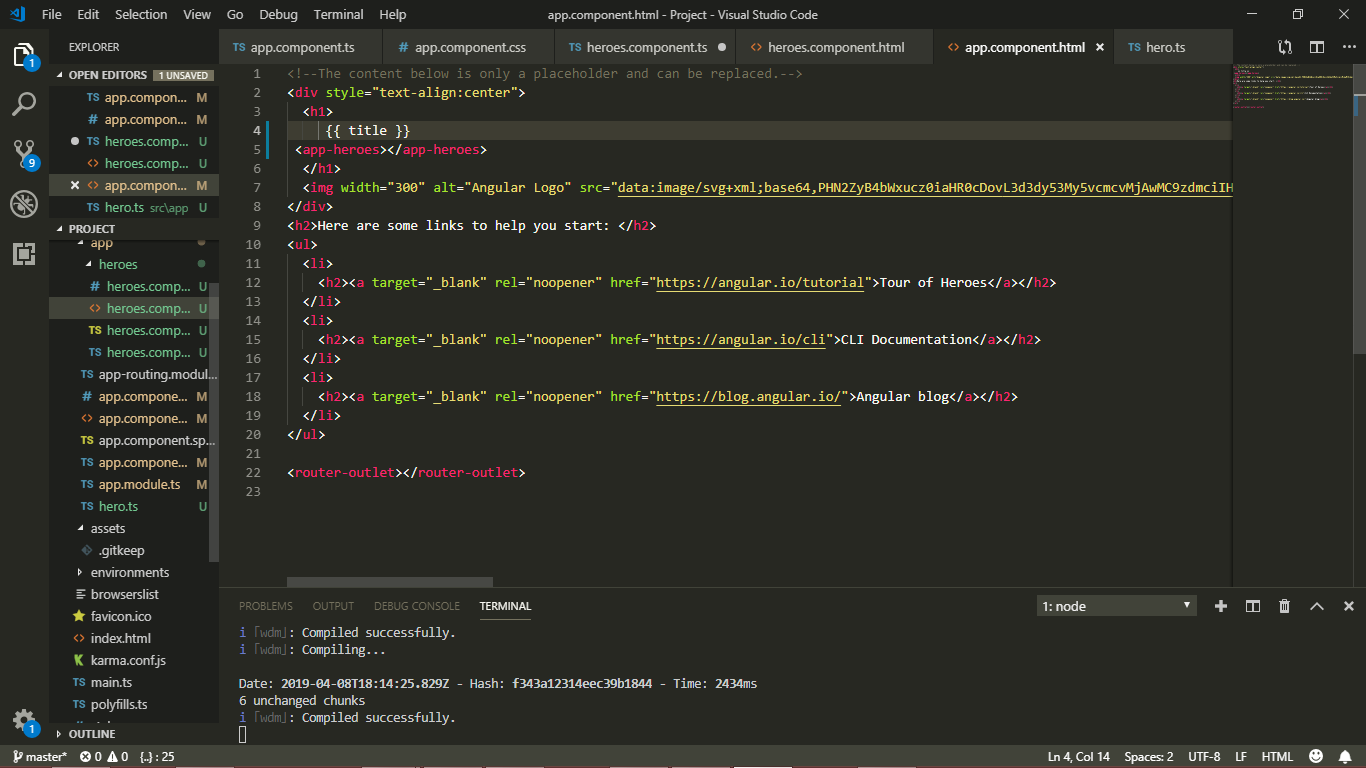 File Edit Selection View Go Debug Terminal Help app.component.html - Project - Visual Studio Code
EXPLORER
OPEN EDITORS 1 UNSAVED
TS app.compon... M
# app.compon... M
TS heroes.comp... U
<> heroes.comp... U
<> app.compon... M
TS hero.ts src\app U
PROJECT
app
heroes
# heroes.comp... U
<> heroes.comp... U
TS heroes.comp... U
TS heroes.comp... U
TS app-routing.modul...
# app.compone... M
<> app.compone... M
TS app.component.sp...
TS app.compone... M
TS app.module.ts M
TS hero.ts U
assets
.gitkeep
environments
browserslist
favicon.ico
<> index.html
karma.conf.js
TS main.ts
TS polyfills.ts
OUTLINE
1
9
1
TS app.component.ts # app.component.css TS heroes.component.ts <> heroes.component.html <> app.component.html TS hero.ts
1 <!--The content below is only a placeholder and can be replaced.-->
2 <div style="text-align:center">
3 <h1>
4 {{ title }}
5 <app-heroes></app-heroes>
6 </h1>
7 <img width="300" alt="Angular Logo" src="data:image/svg+xml;base64,PHN2ZyB4bWxucz0iaHR0cDovL3d3dy53My5vcmcvMjAwMC9zdmciIH
8 </div>
9 <h2>Here are some links to help you start: </h2>
10 <ul>
11 <li>
12 <h2><a target="_blank" rel="noopener" href="https://angular.io/tutorial">Tour of Heroes</a></h2>
13 </li>
14 <li>
15 <h2><a target="_blank" rel="noopener" href="https://angular.io/cli">CLI Documentation</a></h2>
16 </li>
17 <li>
18 <h2><a target="_blank" rel="noopener" href="https://blog.angular.io/">Angular blog</a></h2>
19 </li>
20 </ul>
21
22 <router-outlet></router-outlet>
23
PROBLEMS OUTPUT DEBUG CONSOLE TERMINAL 1: node
i ｢wdm｣: Compiled successfully.
i ｢wdm｣: Compiling...
Date: 2019-04-08T18:14:25.829Z - Hash: f343a12314eec39b1844 - Time: 2434ms
6 unchanged chunks
i ｢wdm｣: Compiled successfully.
master* 0 0 {..} : 25 Ln 4, Col 14 Spaces: 2 UTF-8 LF HTML